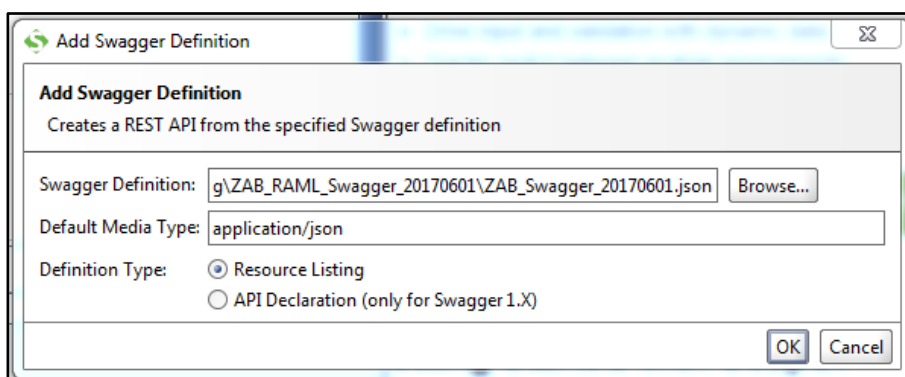 Add Swagger Definition
Add Swagger Definition
Creates a REST API from the specified Swagger definition
Swagger Definition: g\ZAB_RAML_Swagger_20170601\ZAB_Swagger_20170601.json Browse...
Default Media Type: application/json
Definition Type: Resource Listing
API Declaration (only for Swagger 1.X)
OK Cancel